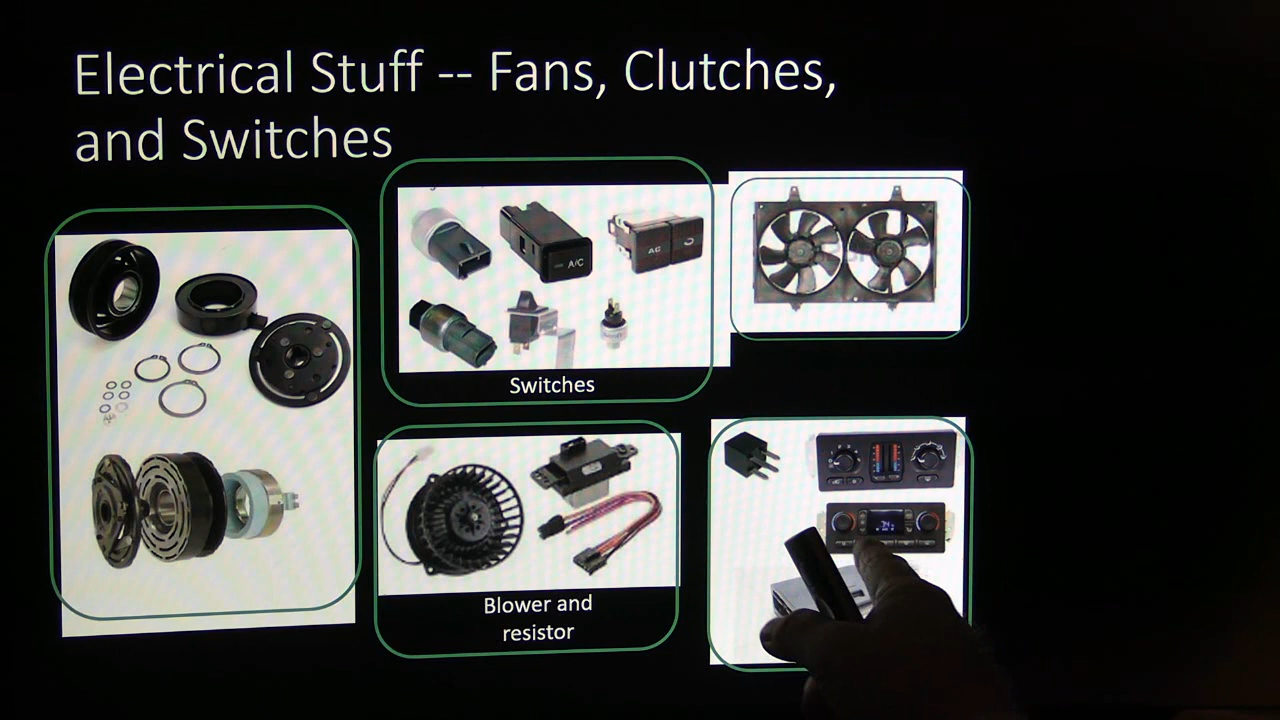 Electrical Stuff -- Fans, Clutches,
and Switches
A/C
AC
Switches
Blower and
resistor